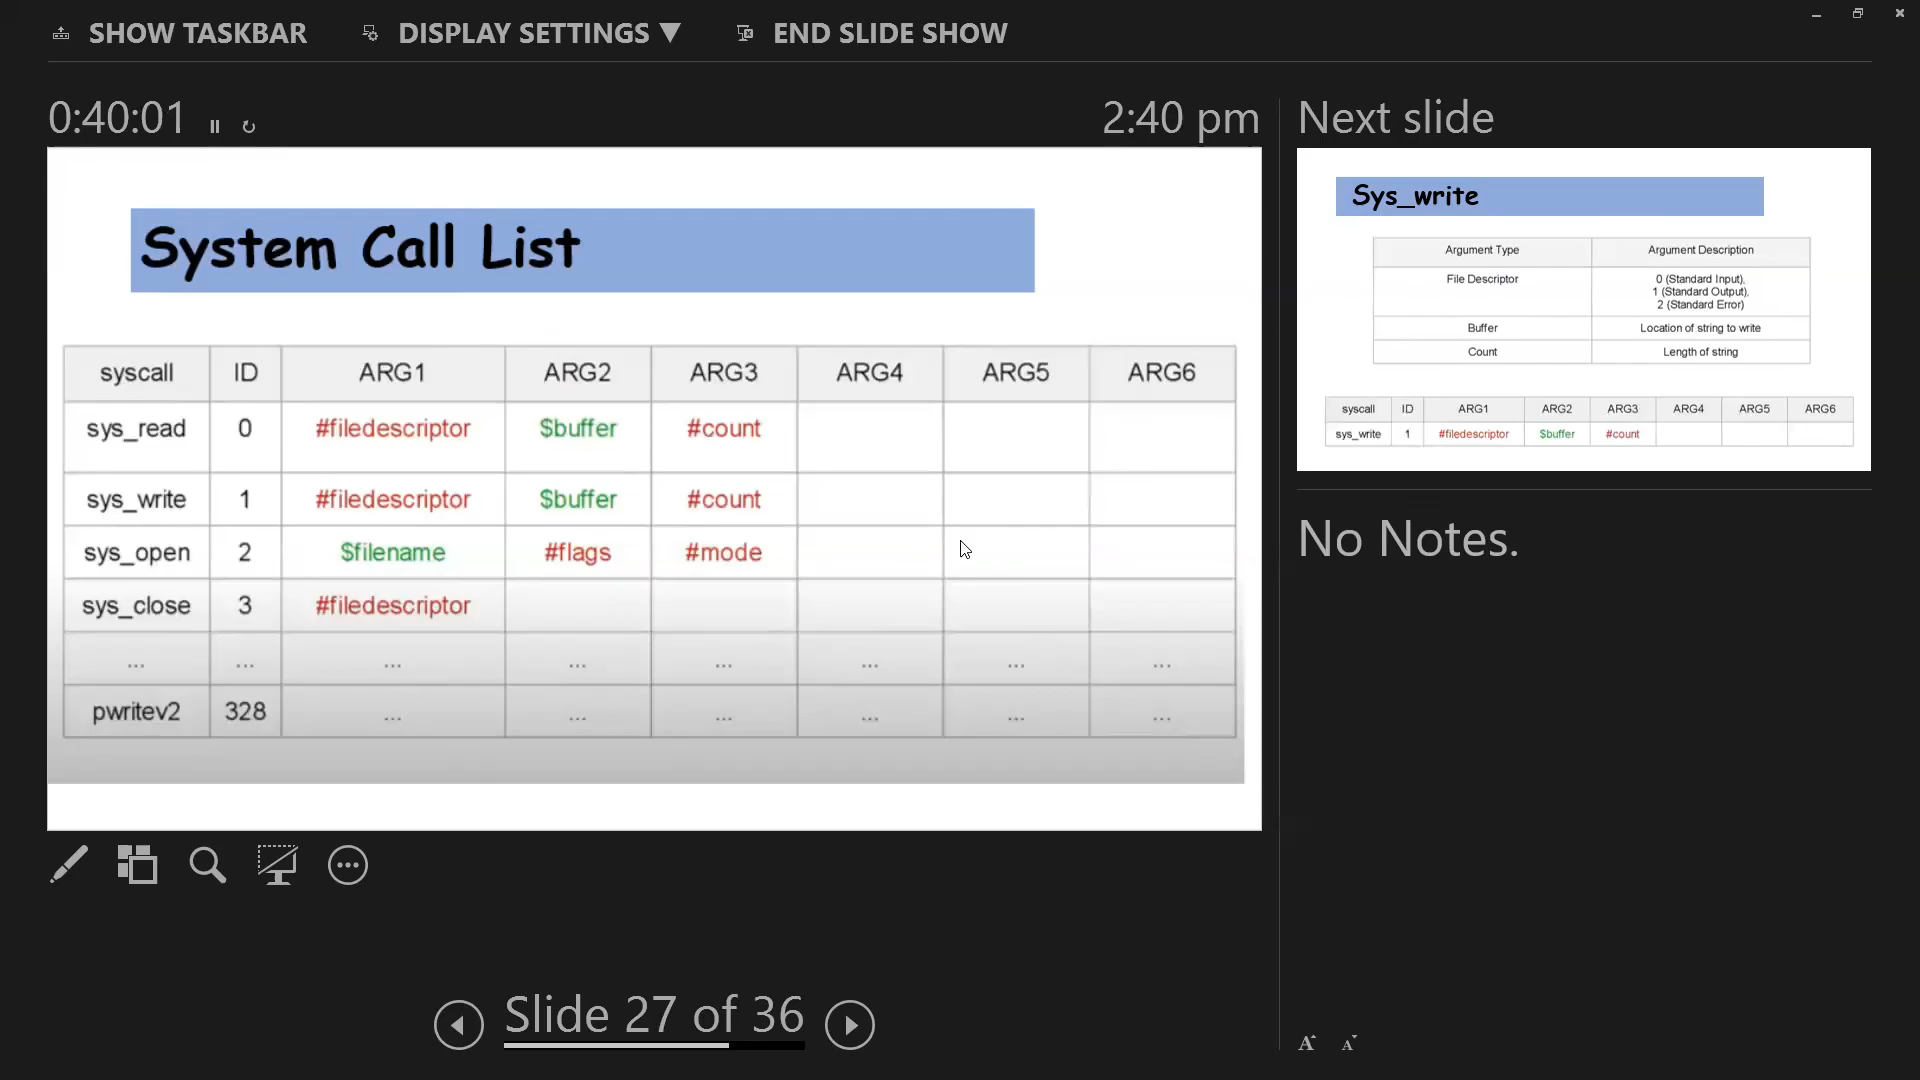 SHOW TASKBAR DISPLAY SETTINGS ▼ END SLIDE SHOW
0:40:01 2:40 pm
System Call List
syscall ID ARG1 ARG2 ARG3 ARG4 ARG5 ARG6
sys_read 0 #filedescriptor $buffer #count
sys_write 1 #filedescriptor $buffer #count
sys_open 2 $filename #flags #mode
sys_close 3 #filedescriptor
... ... ... ... ... ... ... ...
pwritev2 328 ... ... ... ... ... ...
Slide 27 of 36
Next slide
Sys_write
Argument Type Argument Description
File Descriptor 0 (Standard Input),
1 (Standard Output),
2 (Standard Error)
Buffer Location of string to write
Count Length of string
syscall ID ARG1 ARG2 ARG3 ARG4 ARG5 ARG6
sys_write 1 #filedescriptor $buffer #count
No Notes.
A A